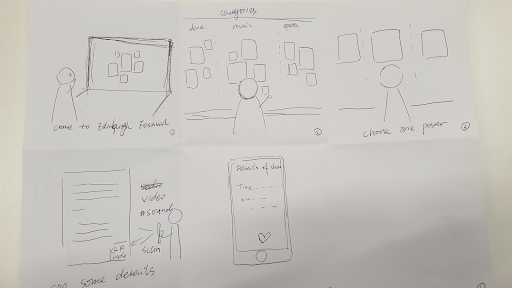 come to Edinburgh Festival
①
categories
dance music sports
②
choose one poster
③
video
sound
scan
QR
code
see some details
Details of show
Time